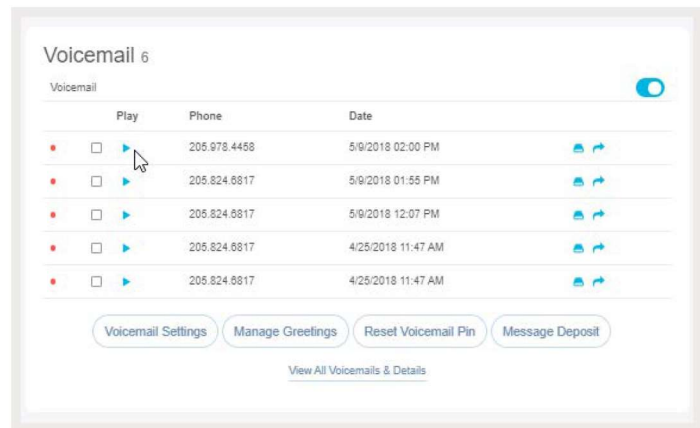 Voicemail 6
Voicemail
Play Phone Date
205.978.4458 5/9/2018 02:00 PM
205.824.6817 5/9/2018 01:55 PM
205.824.6817 5/9/2018 12:07 PM
205.824.6817 4/25/2018 11:47 AM
205.824.6817 4/25/2018 11:47 AM
Voicemail Settings Manage Greetings Reset Voicemail Pin Message Deposit
View All Voicemails & Details